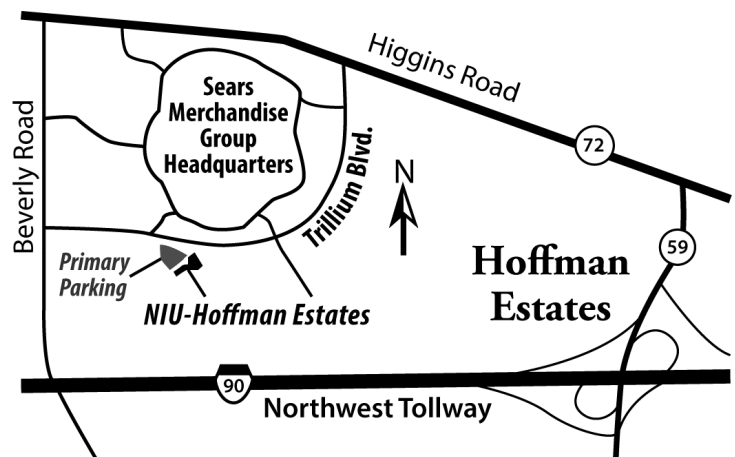 Higgins Road
72
Sears
Merchandise
Group
Headquarters
Beverly Road
Trillium Blvd.
N
59
Hoffman
Estates
Primary
Parking
NIU-Hoffman Estates
90
Northwest Tollway